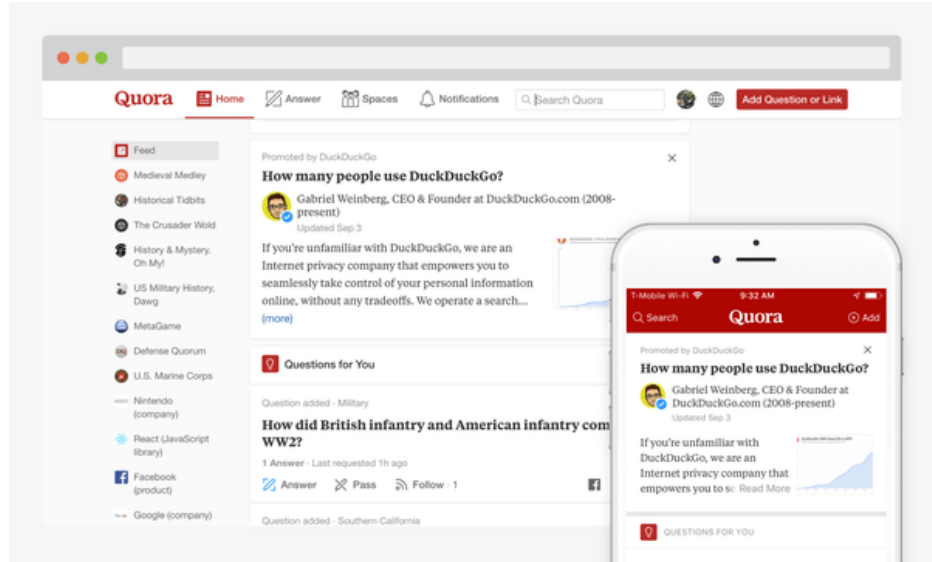 Quora
Home
Answer
Spaces
Notifications
Search Quora
Add Question or Link
Feed
Medieval Medley
Historical Tidbits
The Crusader Wold
History & Mystery,
Oh My!
US Military History,
Dawg
MetaGame
Defense Quorum
U.S. Marine Corps
Nintendo
(company)
React (JavaScript
library)
Facebook
(product)
Google (company)
Promoted by DuckDuckGo
How many people use DuckDuckGo?
Gabriel Weinberg, CEO & Founder at DuckDuckGo.com (2008-
present)
Updated Sep 3
If you're unfamiliar with DuckDuckGo, we are an
Internet privacy company that empowers you to
seamlessly take control of your personal information
online, without any tradeoffs. We operate a search...
(more)
Questions for You
Question added · Military
How did British infantry and American infantry com
WW2?
1 Answer · Last requested 1h ago
Answer
Pass
Follow · 1
Question added · Southern California
T-Mobile Wi-Fi
9:32 AM
Search
Quora
Add
Promoted by DuckDuckGo
How many people use DuckDuckGo?
Gabriel Weinberg, CEO & Founder at
DuckDuckGo.com (2008-present)
Updated Sep 3
If you're unfamiliar with
DuckDuckGo, we are an
Internet privacy company that
empowers you to se Read More
QUESTIONS FOR YOU